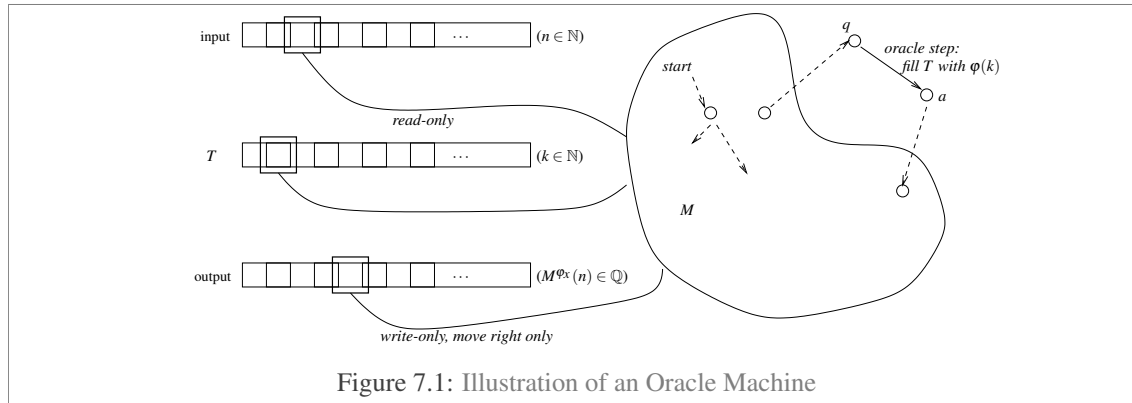 input
⋯
(n ∈ ℕ)
read-only
T
⋯
(k ∈ ℕ)
output
⋯
(M^φx(n) ∈ ℚ)
write-only, move right only
start
M
q
oracle step:
fill T with φ(k)
a
Figure 7.1: Illustration of an Oracle Machine